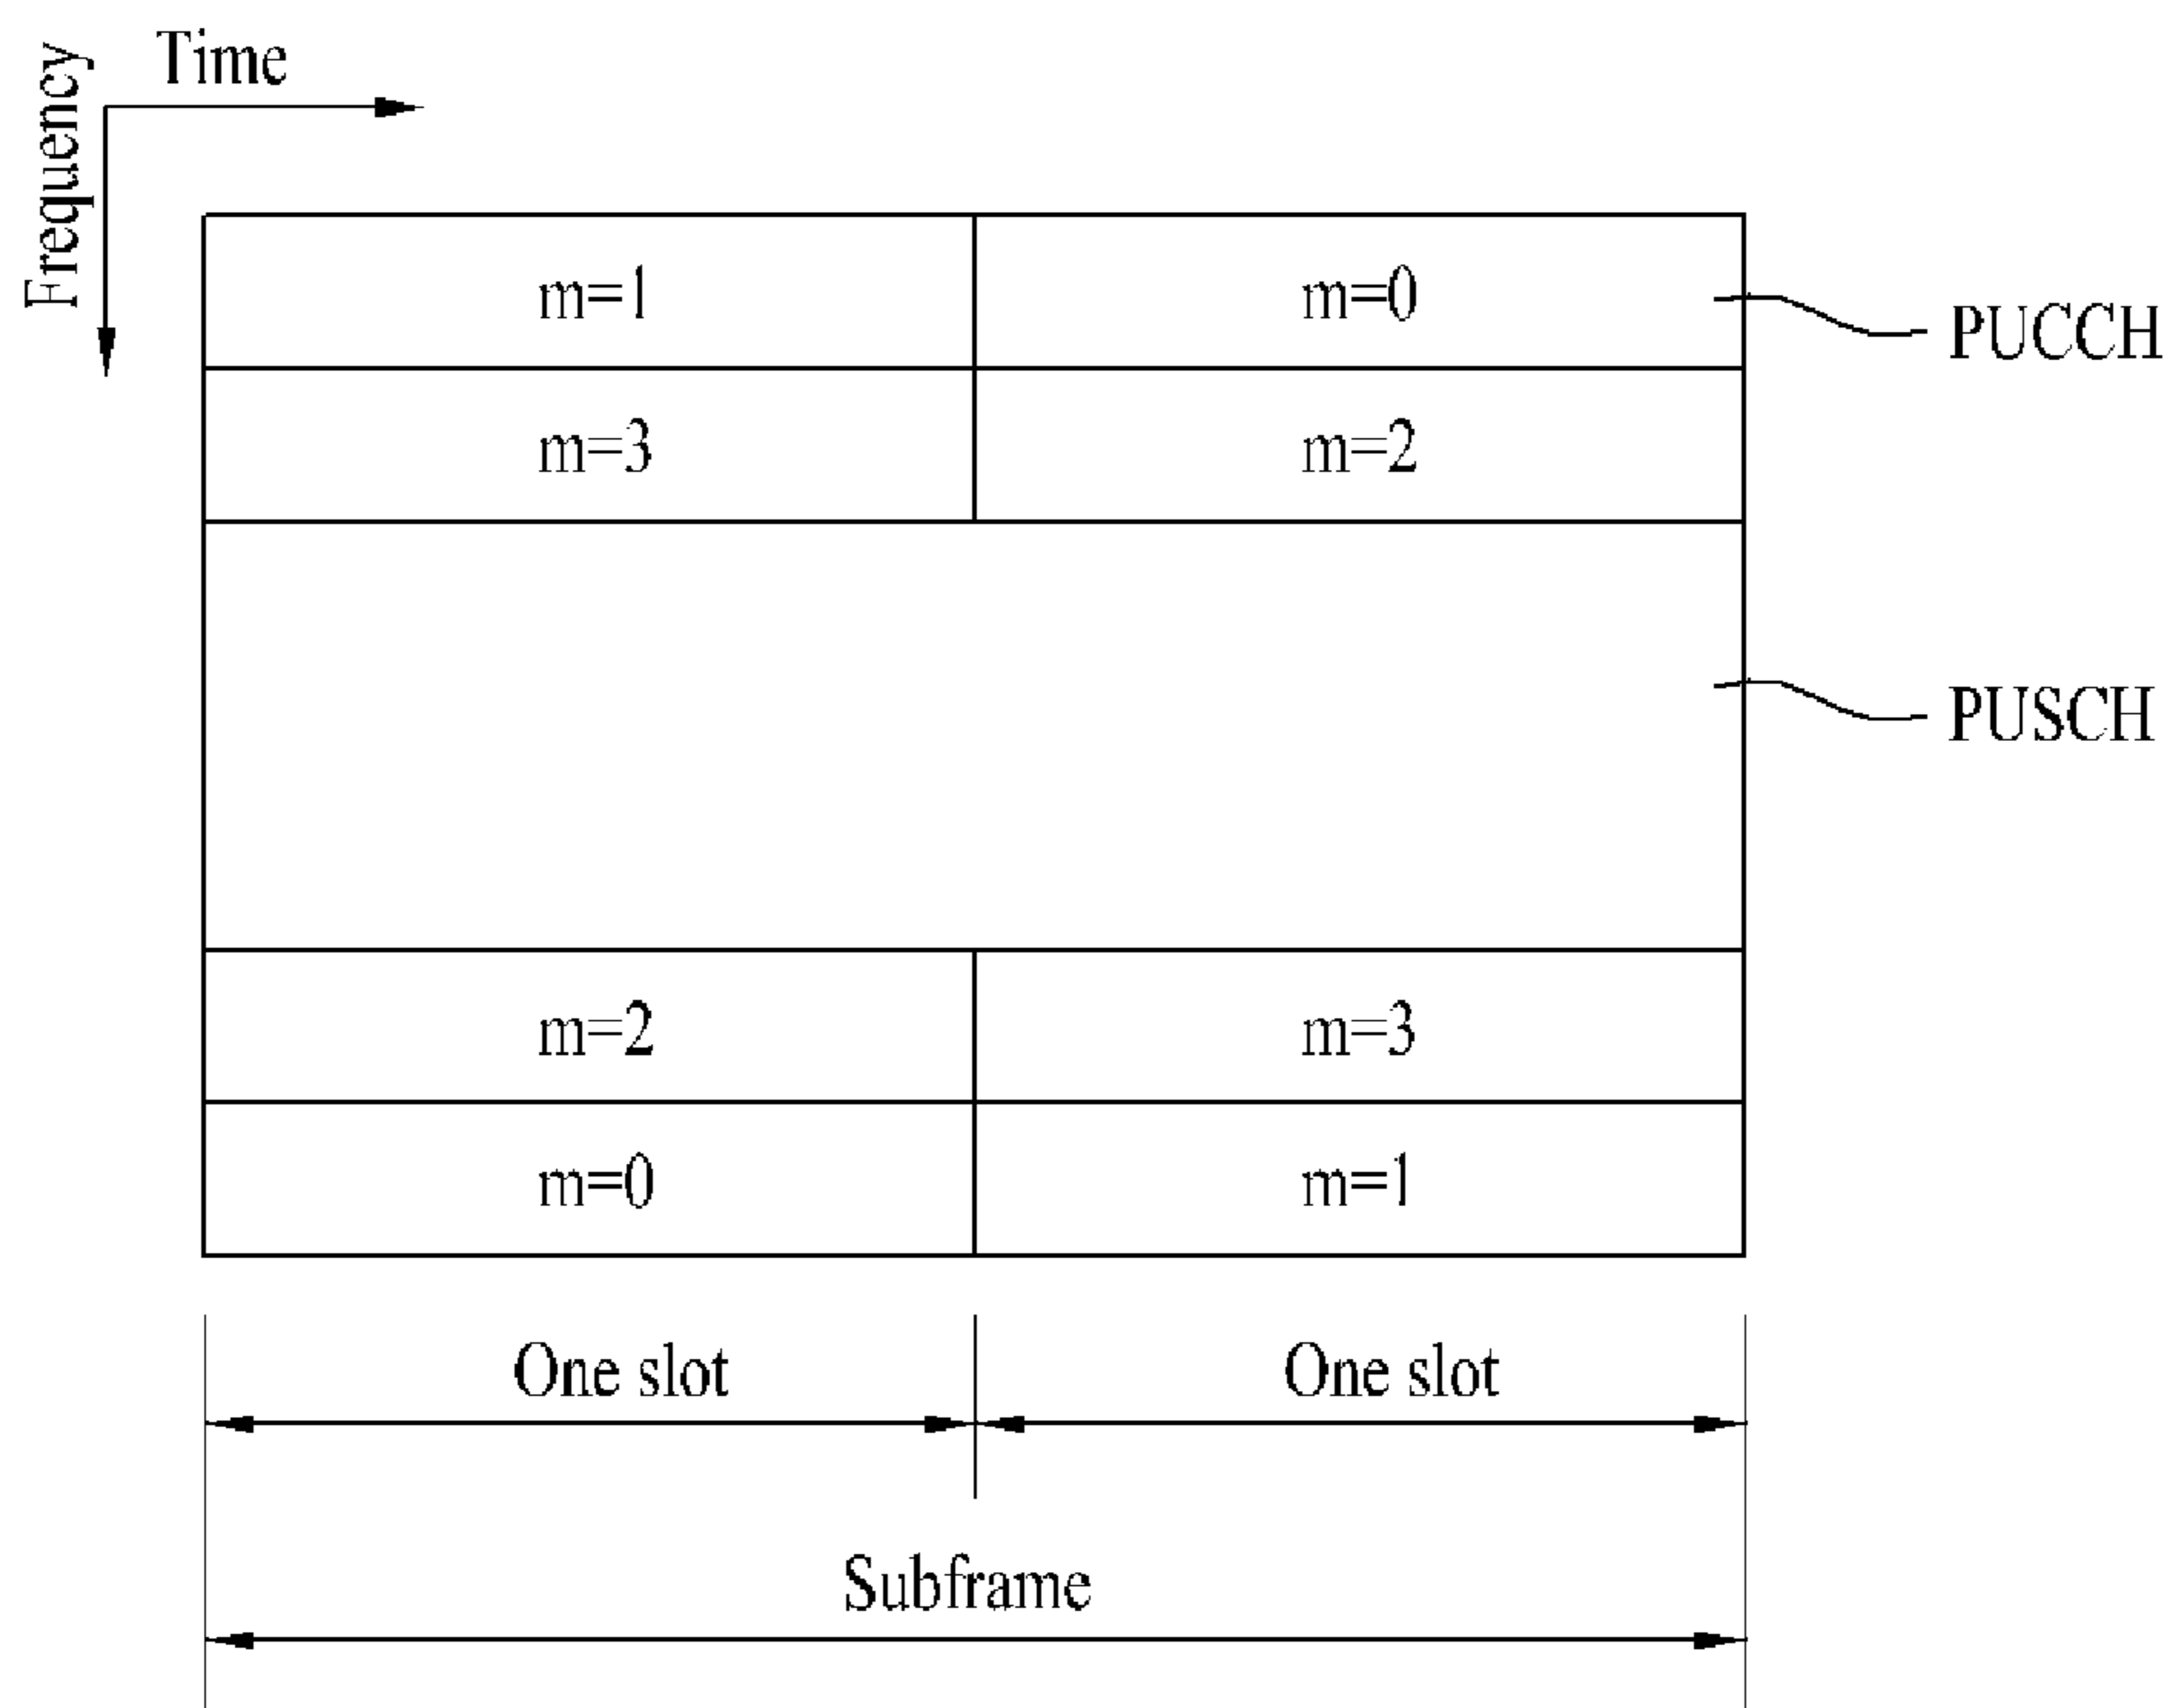 Time
Frequency
m=1 m=0
PUCCH
m=3 m=2
PUSCH
m=2 m=3
m=0 m=1
One slot One slot
Subframe